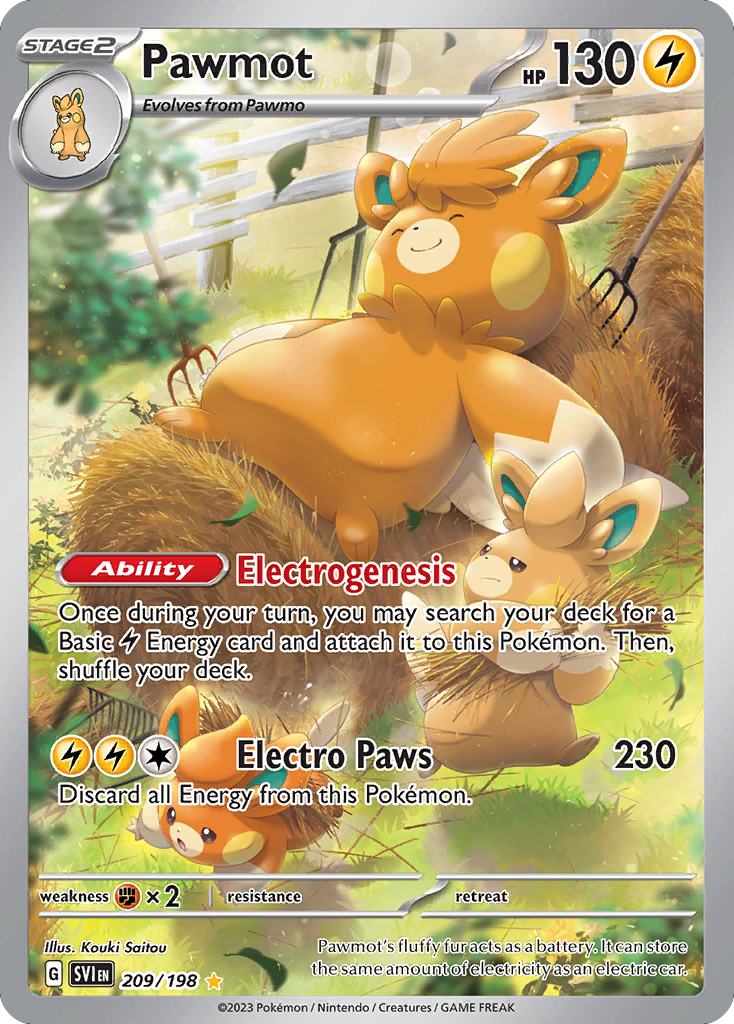 STAGE2
Pawmot
HP 130
Evolves from Pawmo
Ability Electrogenesis
Once during your turn, you may search your deck for a
Basic Energy card and attach it to this Pokémon. Then,
shuffle your deck.
Electro Paws 230
Discard all Energy from this Pokémon.
weakness ×2 resistance retreat
Illus. Kouki Saitou
Pawmot's fluffy fur acts as a battery. It can store
the same amount of electricity as an electric car.
G SVI EN 209/198
©2023 Pokémon / Nintendo / Creatures / GAME FREAK